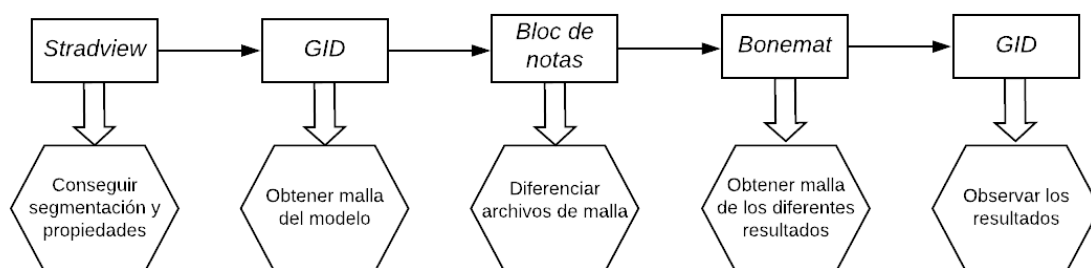 Stradview
GID
Bloc de
notas
Bonemat
GID
Conseguir
segmentación y
propiedades
Obtener malla
del modelo
Diferenciar
archivos de malla
Obtener malla
de los diferentes
resultados
Observar los
resultados